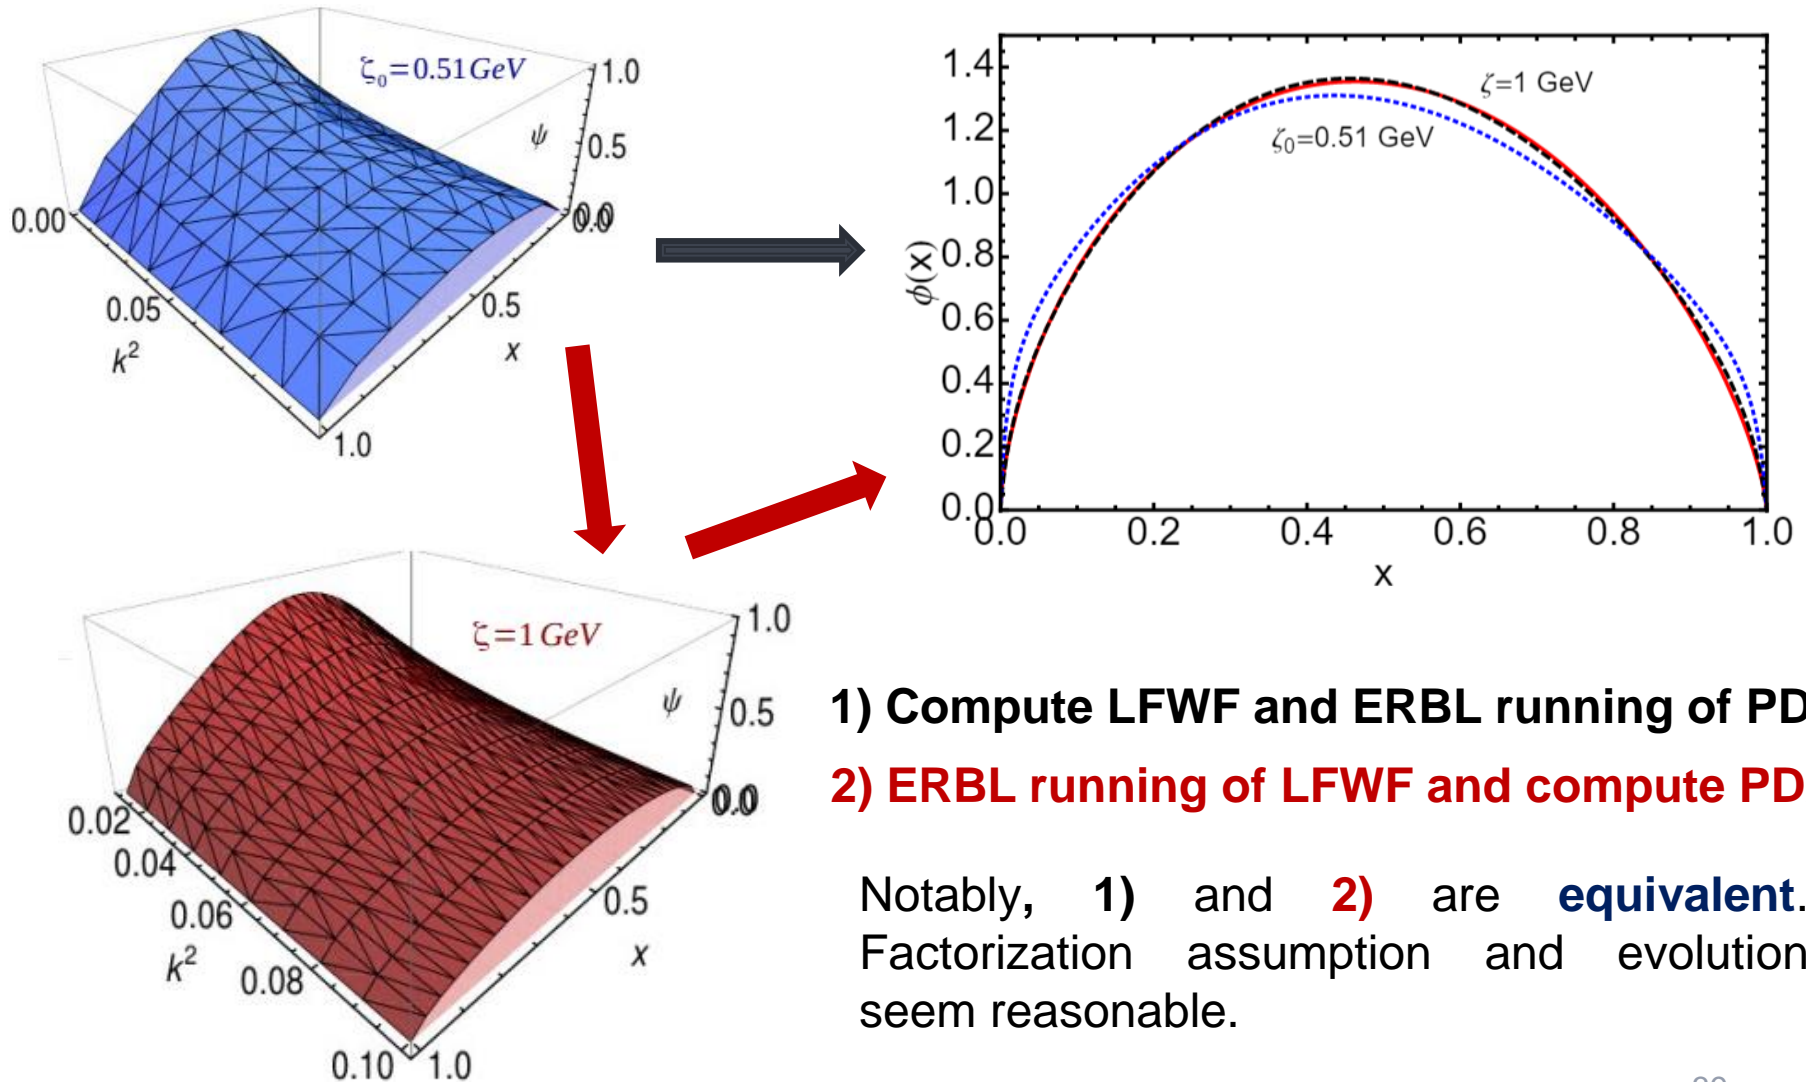 ζ₀=0.51 GeV
1.0
ψ
0.5
0.0
0.00
0.05
k²
0.5
x
1.0
1.4
1.2
1.0
0.8
0.6
0.4
0.2
0.0
ϕ(x)
ζ=1 GeV
ζ₀=0.51 GeV
0.0 0.2 0.4 0.6 0.8 1.0
x
ζ=1 GeV
1.0
ψ
0.5
0.0
0.02
0.04
0.06
0.08
0.10
k²
0.5
x
1.0
1) Compute LFWF and ERBL running of PD
2) ERBL running of LFWF and compute PD
Notably, 1) and 2) are equivalent.
Factorization assumption and evolution
seem reasonable.